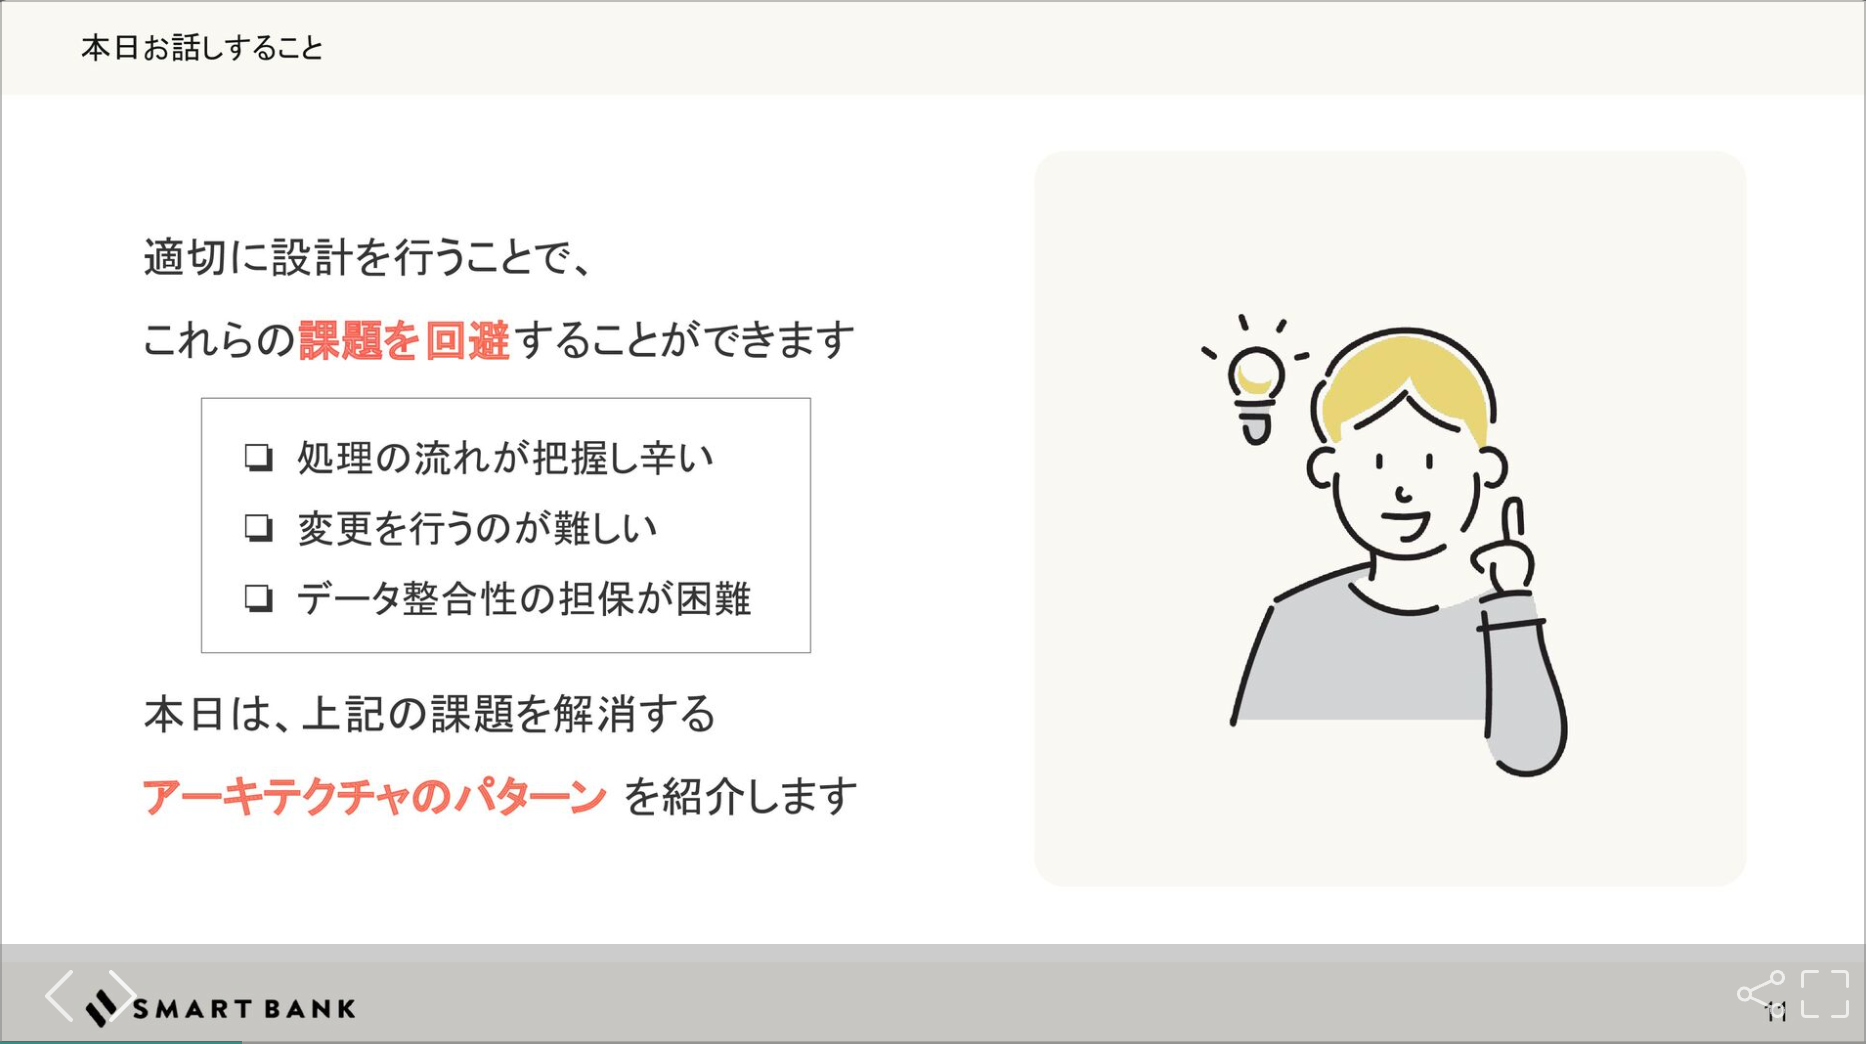 本日お話しすること
適切に設計を行うことで、
これらの課題を回避することができます
❏ 処理の流れが把握し辛い
❏ 変更を行うのが難しい
❏ データ整合性の担保が困難
本日は、上記の課題を解消する
アーキテクチャのパターン を紹介します
SMART BANK
11